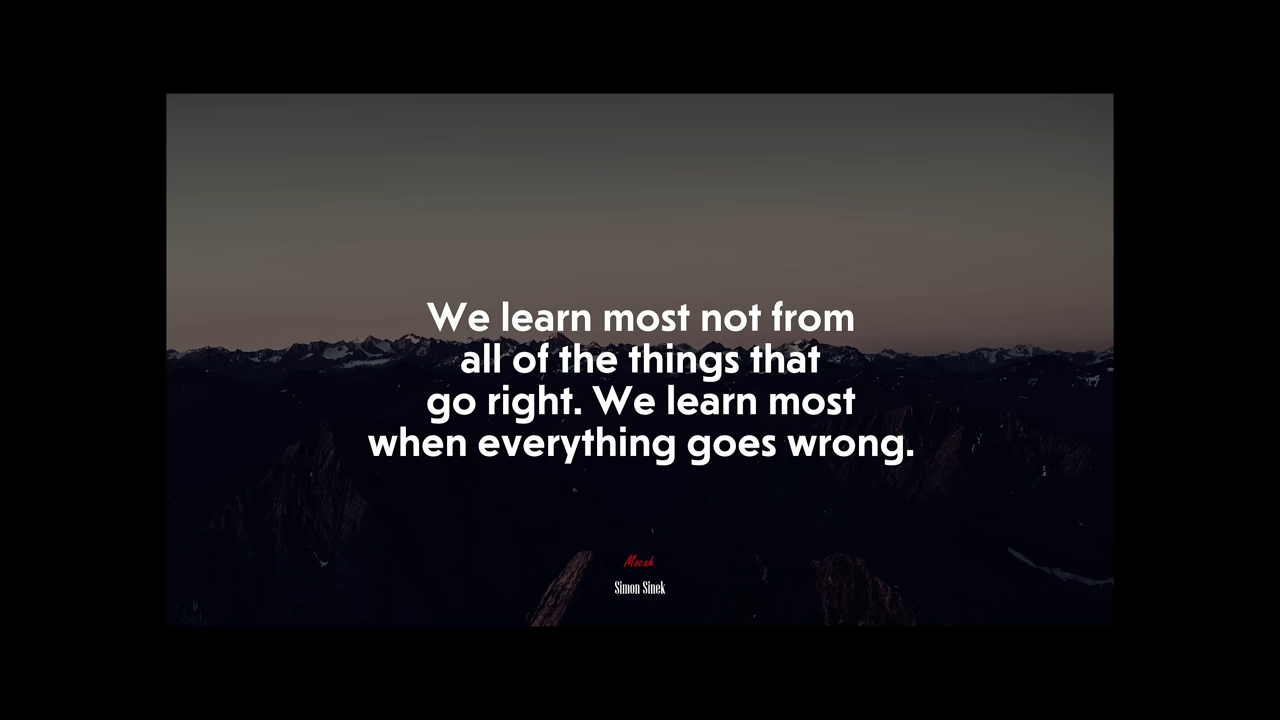 We learn most not from
all of the things that
go right. We learn most
when everything goes wrong.
Mocah
Simon Sinek